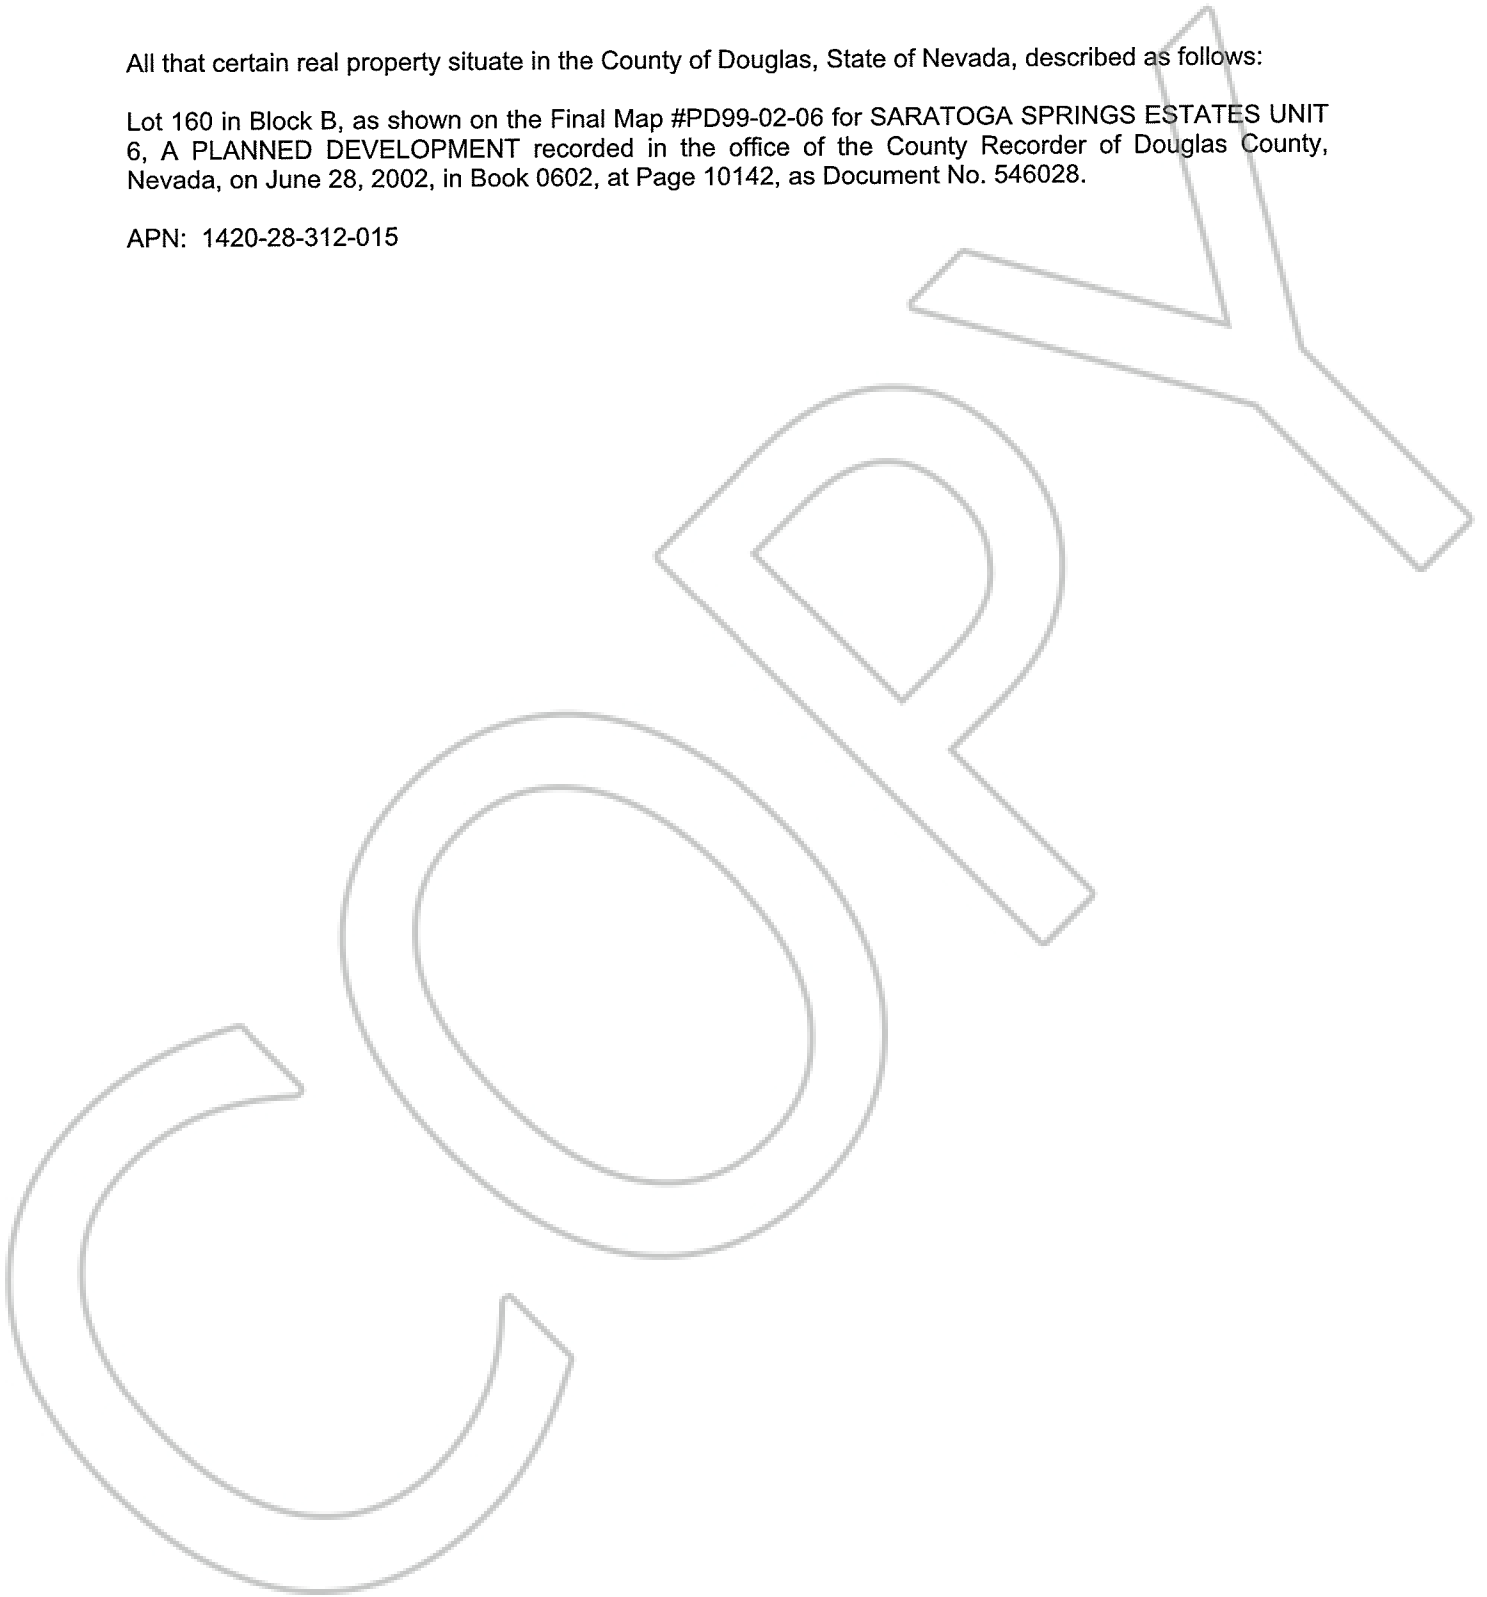 All that certain real property situate in the County of Douglas, State of Nevada, described as follows:
Lot 160 in Block B, as shown on the Final Map #PD99-02-06 for SARATOGA SPRINGS ESTATES UNIT
6, A PLANNED DEVELOPMENT recorded in the office of the County Recorder of Douglas County,
Nevada, on June 28, 2002, in Book 0602, at Page 10142, as Document No. 546028.
APN: 1420-28-312-015
COPY